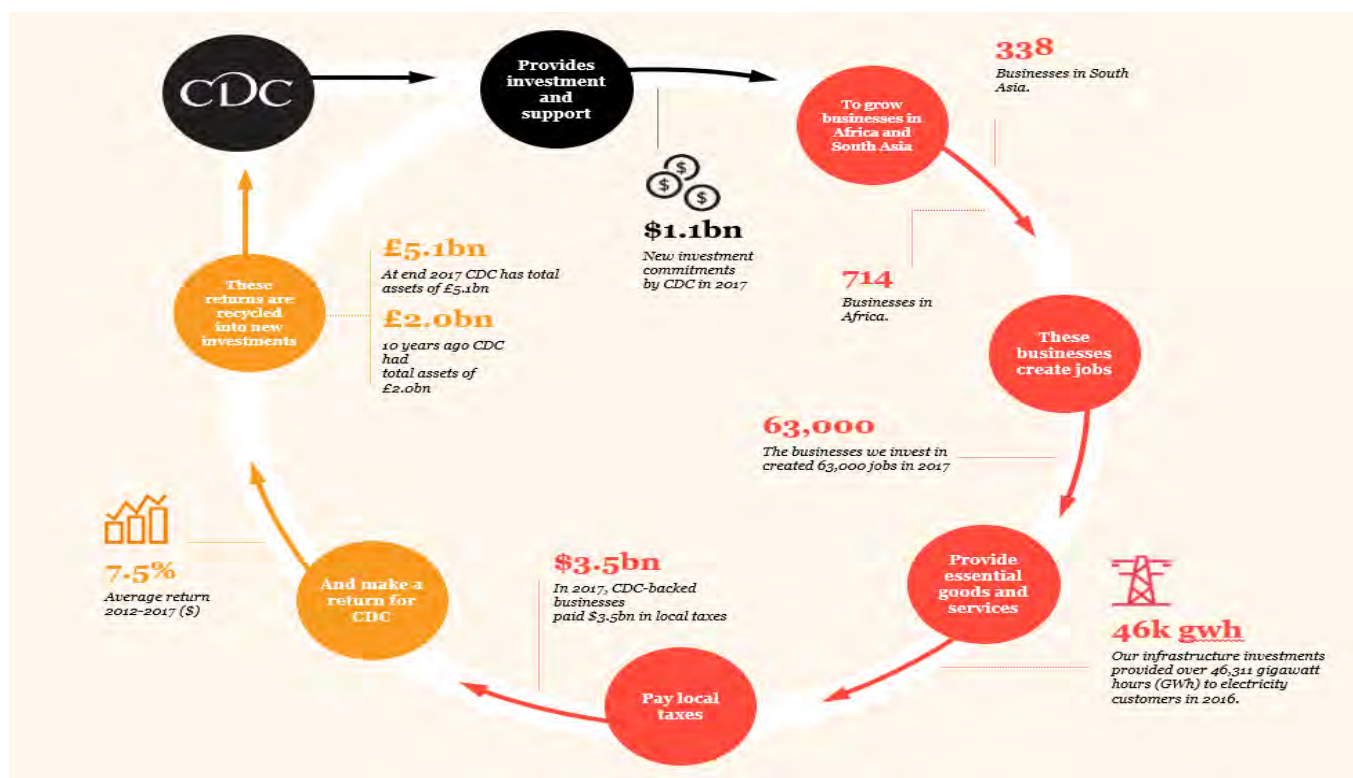 CDC
Provides
investment
and
support
$1.1bn
New investment
commitments
by CDC in 2017
To grow
businesses in
Africa and
South Asia
338
Businesses in South
Asia.
714
Businesses in
Africa.
These
businesses
create jobs
63,000
The businesses we invest in
created 63,000 jobs in 2017
Provide
essential
goods and
services
46k gwh
Our infrastructure investments
provided over 46,311 gigawatt
hours (GWh) to electricity
customers in 2016.
Pay local
taxes
$3.5bn
In 2017, CDC-backed
businesses
paid $3.5bn in local taxes
And make a
return for
CDC
7.5%
Average return
2012-2017 ($)
These
returns are
recycled
into new
investments
£5.1bn
At end 2017 CDC has total
assets of £5.1bn
£2.0bn
10 years ago CDC
had
total assets of
£2.0bn